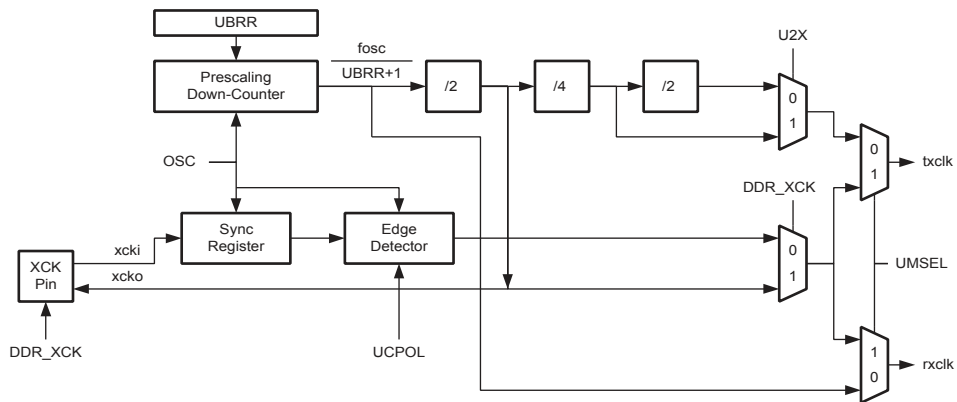 UBRR
U2X
fosc
UBRR+1
Prescaling
Down-Counter
/2
/4
/2
0
1
OSC
0
1
txclk
DDR_XCK
xcki
Sync
Register
Edge
Detector
0
1
XCK
Pin
xcko
UMSEL
DDR_XCK
UCPOL
1
0
rxclk